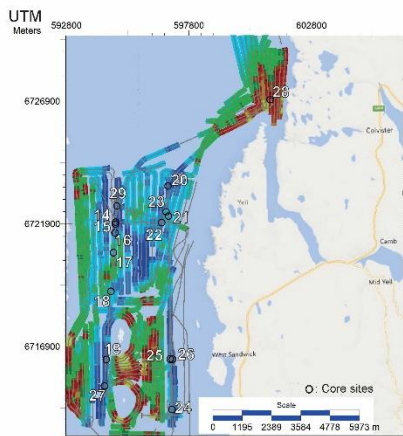 UTM
Meters
592800
597800
602800
6726900
28
Colvister
20
29
23
Yell
14
21
15
22
16
6721900
Camb
17
Mid Yell
18
6716900
19
25
26
West Sandwick
27
24
O: Core sites
Scale
0 1195 2389 3584 4778 5973 m